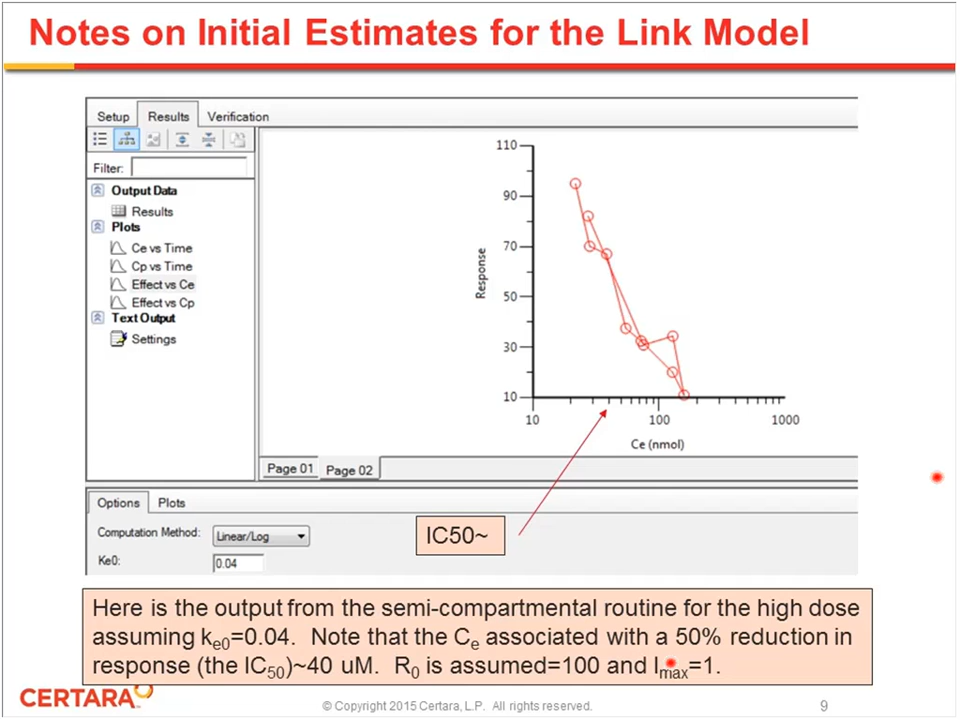 Notes on Initial Estimates for the Link Model
Setup Results Verification
Filter:
Output Data
Results
Plots
Ce vs Time
Cp vs Time
Effect vs Ce
Effect vs Cp
Text Output
Settings
110
90
70
50
30
10
Response
10 100 1000
Ce (nmol)
Page 01 Page 02
Options Plots
Computation Method: Linear/Log
Ke0: 0.04
IC50~
Here is the output from the semi-compartmental routine for the high dose
assuming ke0=0.04. Note that the Ce associated with a 50% reduction in
response (the IC50)~40 uM. R0 is assumed=100 and Imax=1.
CERTARA
© Copyright 2015 Certara, L.P. All rights reserved.
9